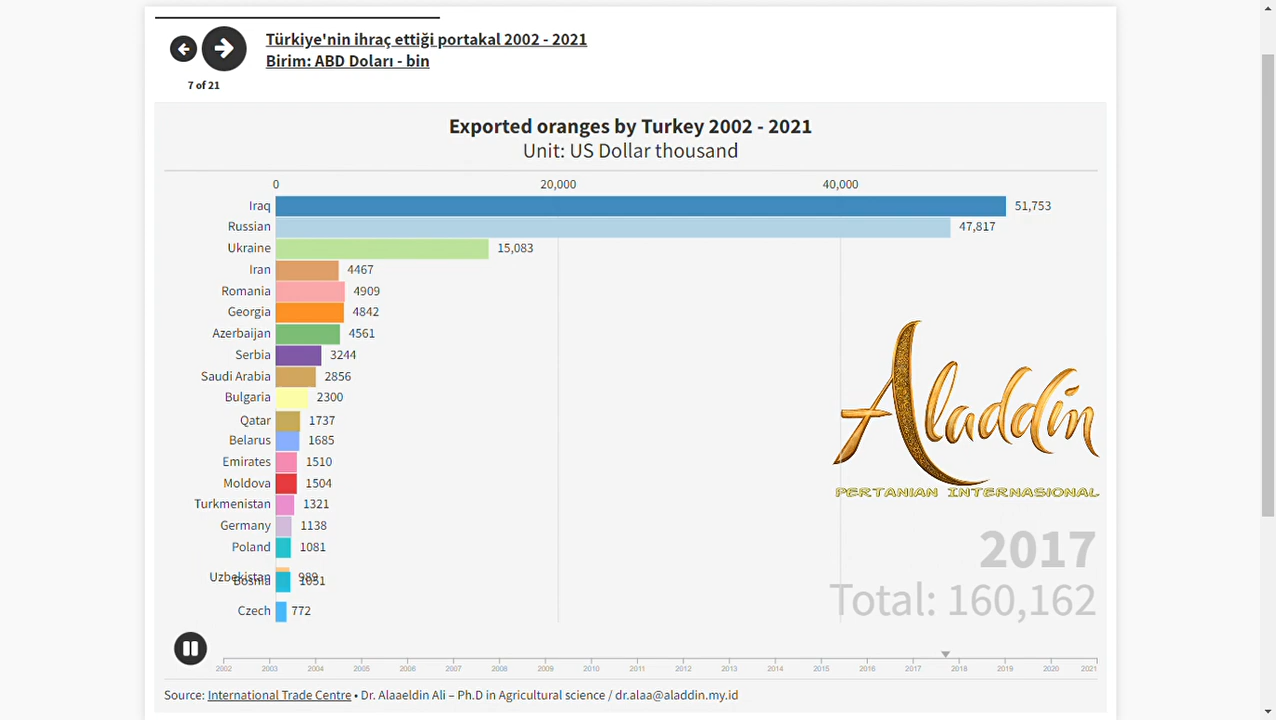 Türkiye'nin ihraç ettiği portakal 2002 - 2021
Birim: ABD Doları - bin
7 of 21
Exported oranges by Turkey 2002 - 2021
Unit: US Dollar thousand
0 20,000 40,000
Iraq 51,753
Russian 47,817
Ukraine 15,083
Iran 4467
Romania 4909
Georgia 4842
Azerbaijan 4561
Serbia 3244
Saudi Arabia 2856
Bulgaria 2300
Qatar 1737
Belarus 1685
Emirates 1510
Moldova 1504
Turkmenistan 1321
Germany 1138
Poland 1081
Uzbekistan
Bosnia 1051
Czech 772
Aladdin
PERTANIAN INTERNASIONAL
2017
Total: 160,162
2002 2003 2004 2005 2006 2007 2008 2009 2010 2011 2012 2013 2014 2015 2016 2017 2018 2019 2020 2021
Source: International Trade Centre • Dr. Alaaeldin Ali – Ph.D in Agricultural science / dr.alaa@aladdin.my.id